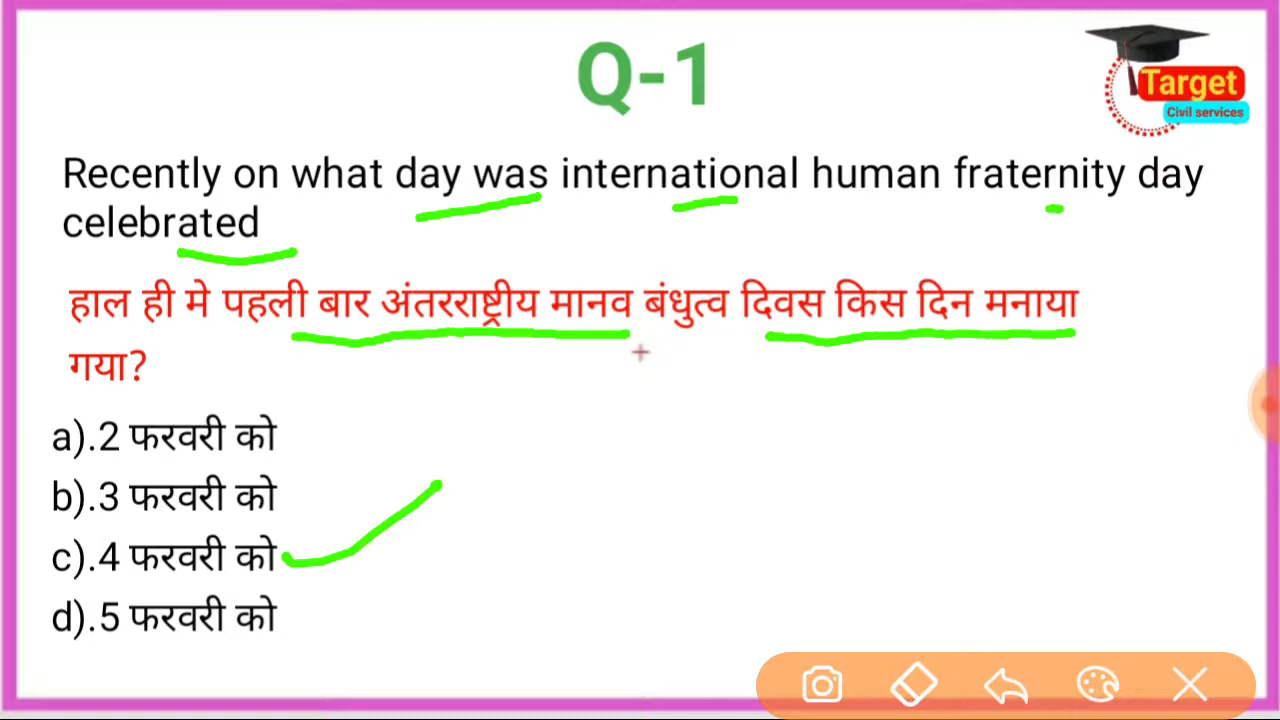 Q-1
Target
Civil services
Recently on what day was international human fraternity day
celebrated
हाल ही मे पहली बार अंतरराष्ट्रीय मानव बंधुत्व दिवस किस दिन मनाया
गया?
a).2 फरवरी को
b).3 फरवरी को
c).4 फरवरी को
d).5 फरवरी को